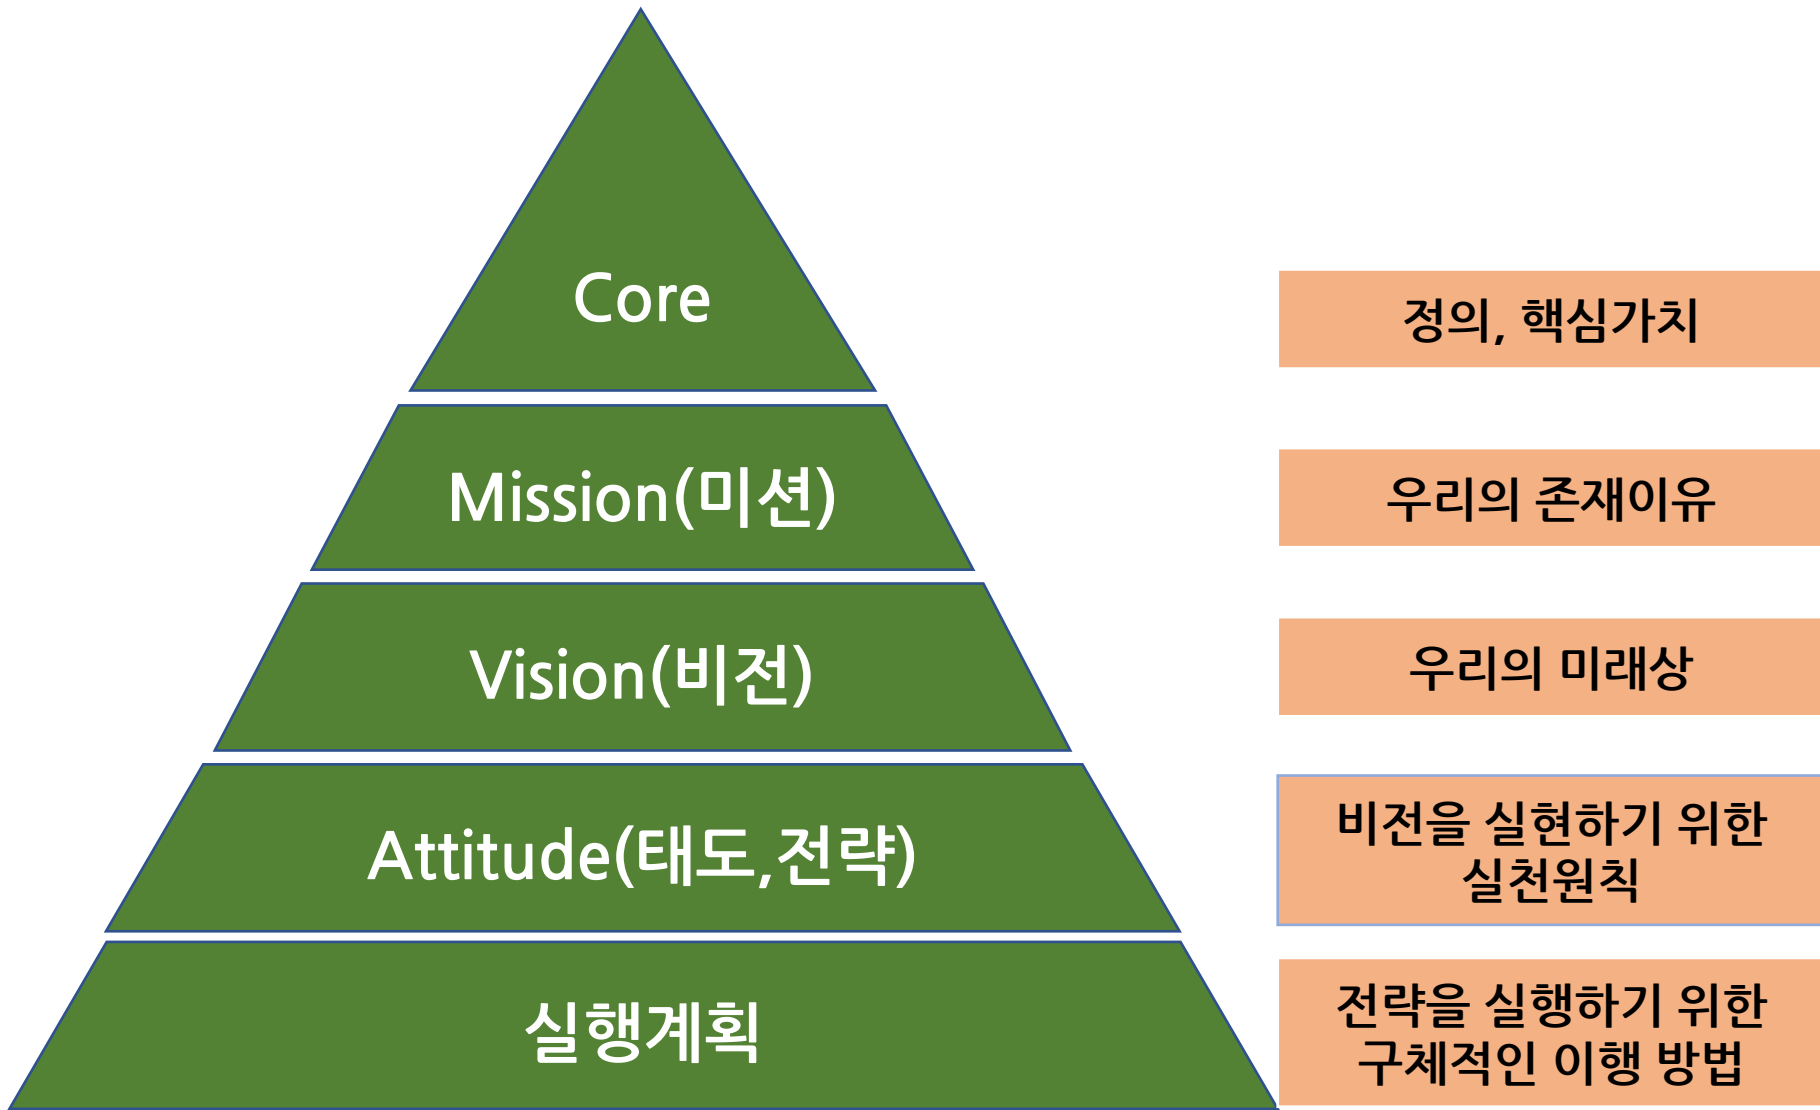 Core
정의, 핵심가치
Mission(미션)
우리의 존재이유
Vision(비전)
우리의 미래상
Attitude(태도,전략)
비전을 실현하기 위한
실천원칙
실행계획
전략을 실행하기 위한
구체적인 이행 방법